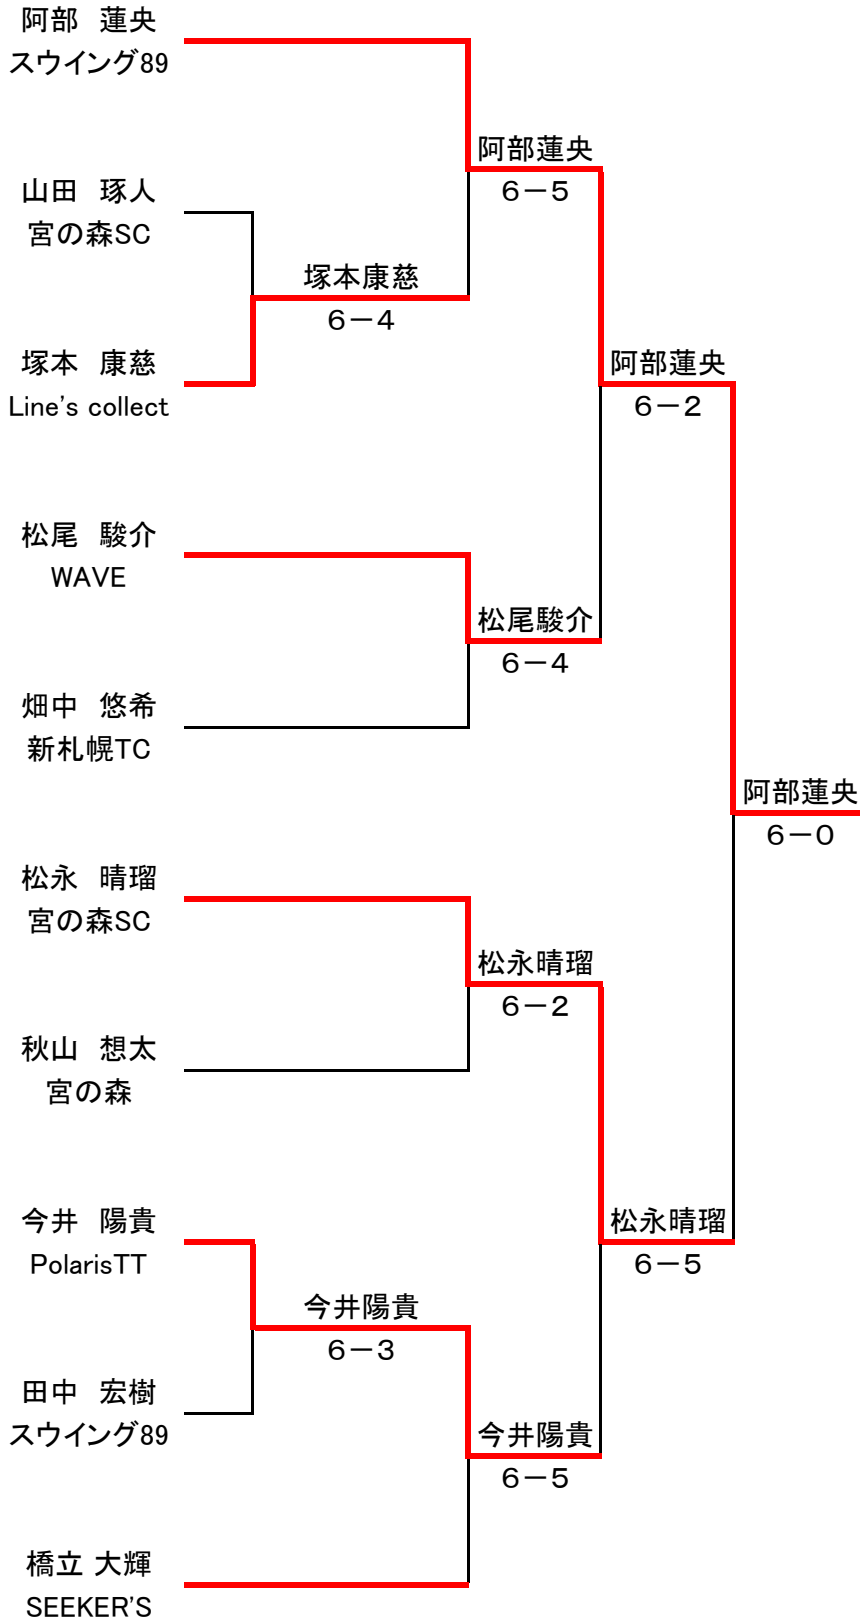 阿部　蓮央
スウイング89
阿部蓮央
6－5
山田　琢人
宮の森SC
塚本康慈
6－4
塚本　康慈
Line's collect
阿部蓮央
6－2
松尾　駿介
WAVE
松尾駿介
6－4
畑中　悠希
新札幌TC
阿部蓮央
6－0
松永　晴瑠
宮の森SC
松永晴瑠
6－2
秋山　想太
宮の森
今井　陽貴
PolarisTT
松永晴瑠
6－5
今井陽貴
6－3
田中　宏樹
スウイング89
今井陽貴
6－5
橋立 大輝
SEEKER'S